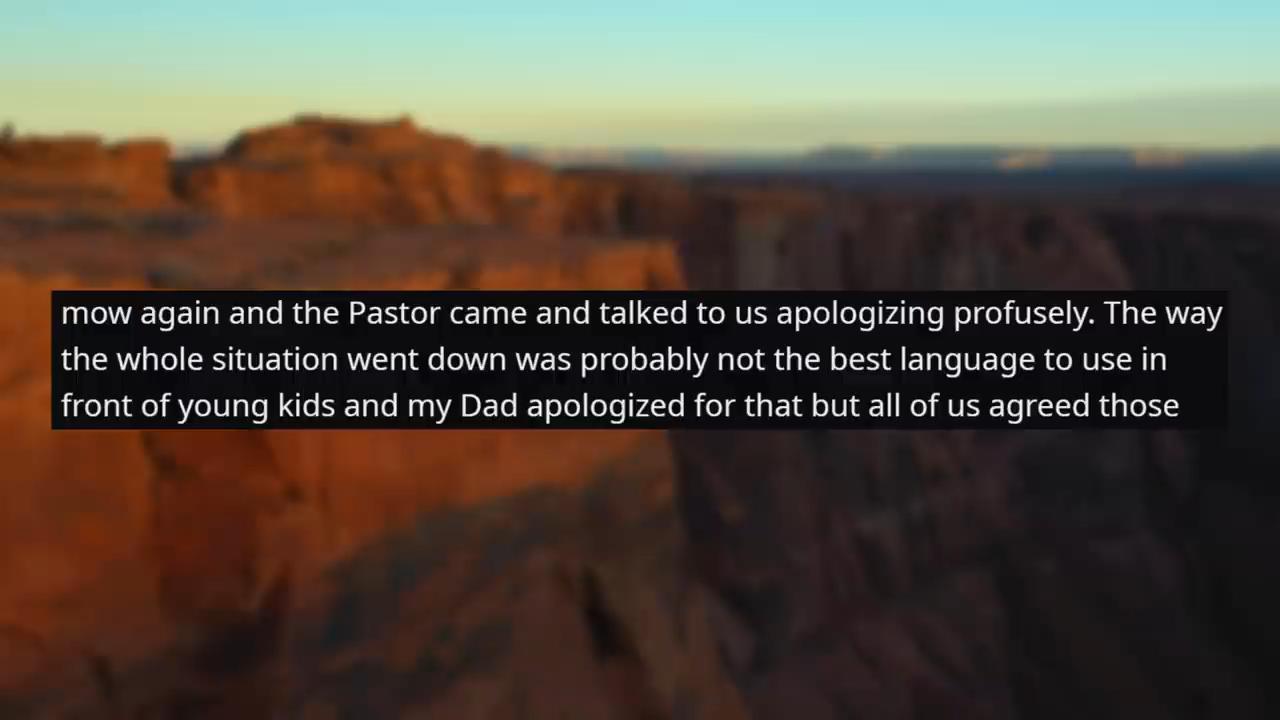 mow again and the Pastor came and talked to us apologizing profusely. The way
the whole situation went down was probably not the best language to use in
front of young kids and my Dad apologized for that but all of us agreed those